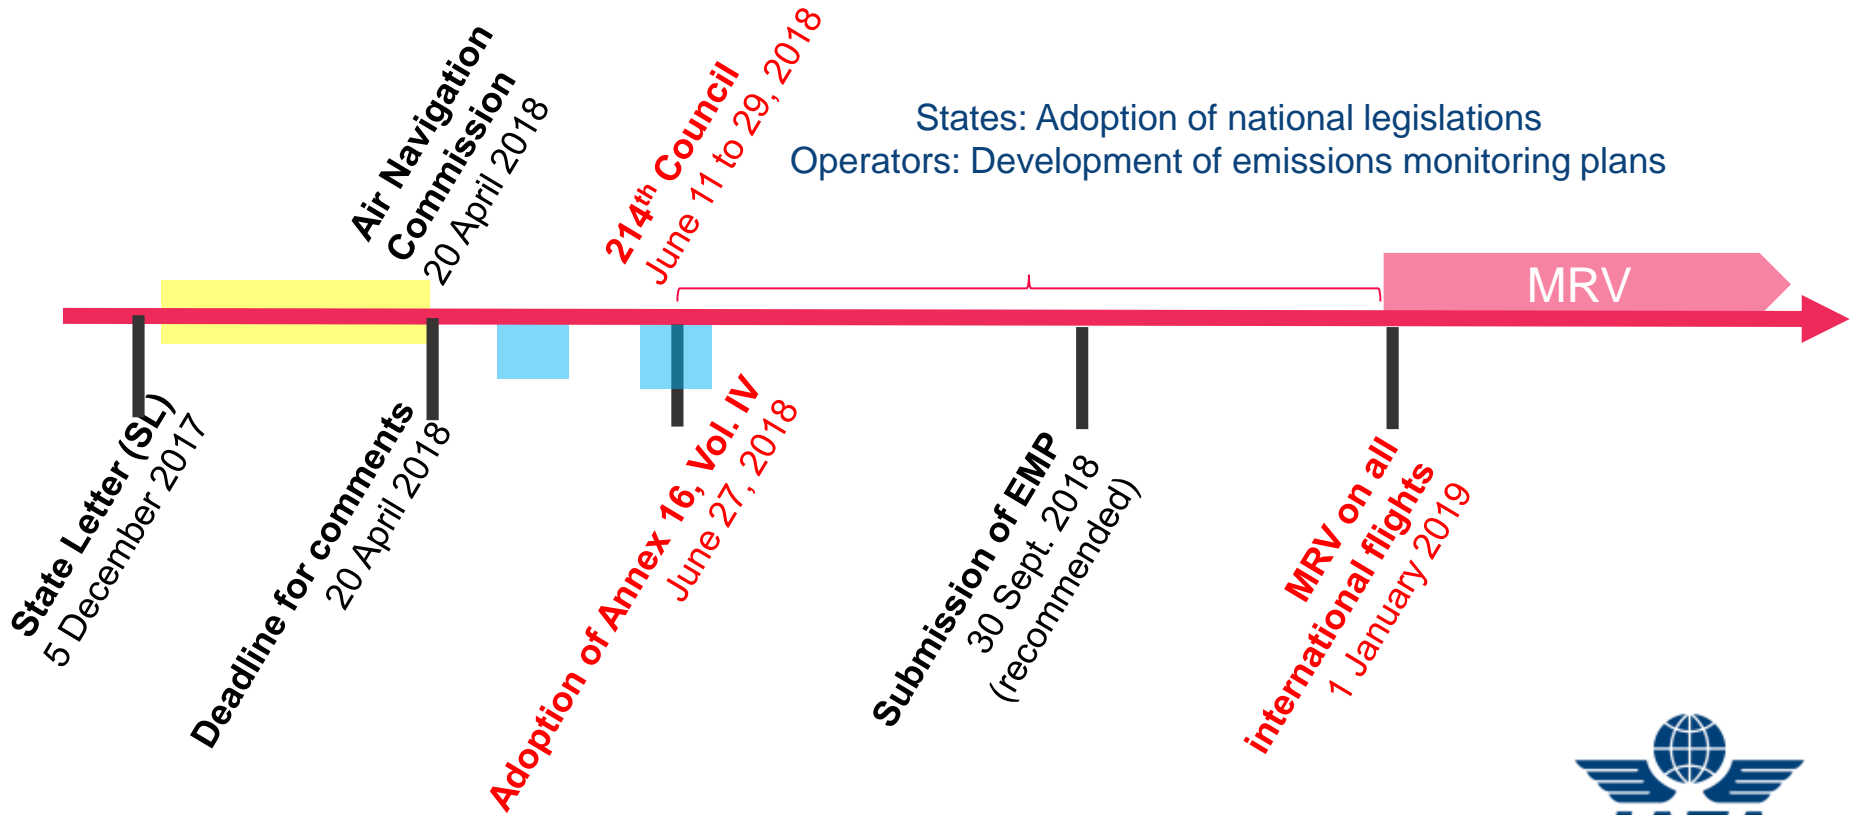 Air Navigation
Commission
20 April 2018
214th Council
June 11 to 29, 2018
States: Adoption of national legislations
Operators: Development of emissions monitoring plans
MRV
State Letter (SL)
5 December 2017
Deadline for comments
20 April 2018
Adoption of Annex 16, Vol. IV
June 27, 2018
Submission of EMP
30 Sept. 2018
(recommended)
MRV on all
international flights
1 January 2019